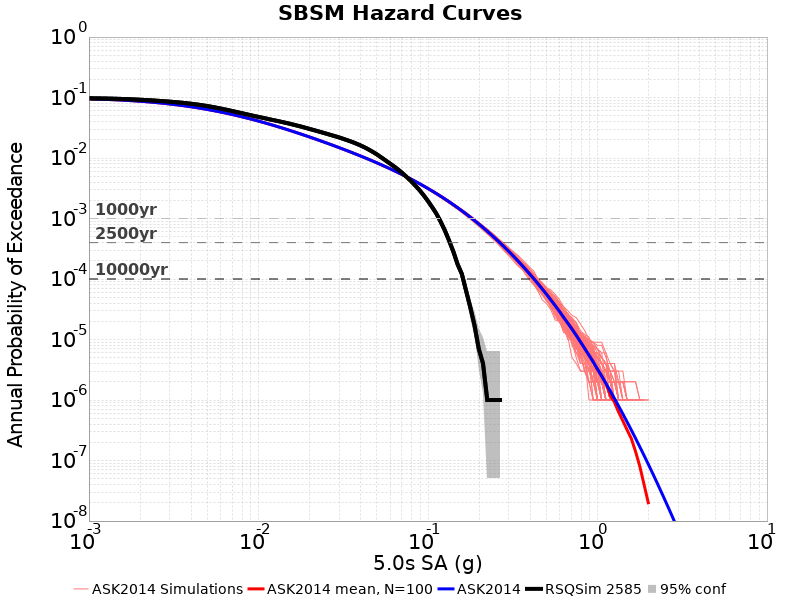 SBSM Hazard Curves
Annual Probability of Exceedance
10^0
10^-1
10^-2
10^-3
10^-4
10^-5
10^-6
10^-7
10^-8
1000yr
2500yr
10000yr
10^-3 10^-2 10^-1 10^0 10^1
5.0s SA (g)
ASK2014 Simulations ASK2014 mean, N=100 ASK2014 RSQSim 2585 95% conf